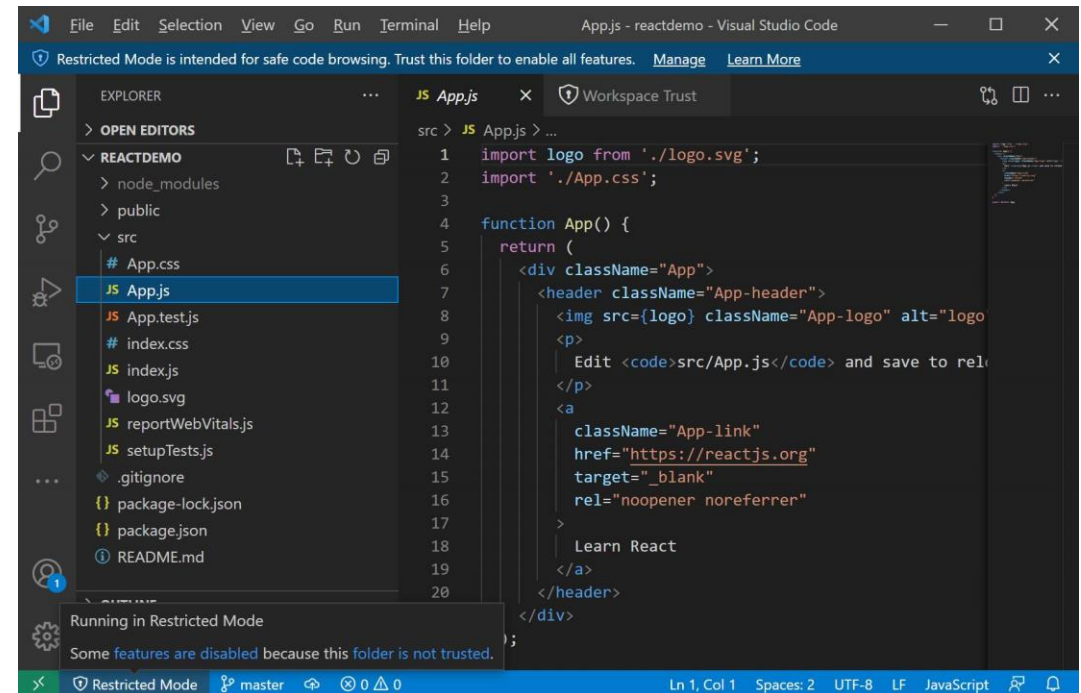 File Edit Selection View Go Run Terminal Help App.js - reactdemo - Visual Studio Code
Restricted Mode is intended for safe code browsing. Trust this folder to enable all features. Manage Learn More
EXPLORER
OPEN EDITORS
REACTDEMO
node_modules
public
src
# App.css
JS App.js
JS App.test.js
# index.css
JS index.js
logo.svg
JS reportWebVitals.js
JS setupTests.js
.gitignore
{} package-lock.json
{} package.json
README.md
JS App.js Workspace Trust
src > JS App.js > ...
1 import logo from './logo.svg';
2 import './App.css';
3
4 function App() {
5 return (
6 <div className="App">
7 <header className="App-header">
8 <img src={logo} className="App-logo" alt="logo"
9 <p>
10 Edit <code>src/App.js</code> and save to
11 </p>
12 <a
13 className="App-link"
14 href="https://reactjs.org"
15 target="_blank"
16 rel="noopener noreferrer"
17 >
18 Learn React
19 </a>
20 </header>
</div>
);
1
Running in Restricted Mode
Some features are disabled because this folder is not trusted.
Restricted Mode master 0 0 Ln 1, Col 1 Spaces: 2 UTF-8 LF JavaScript